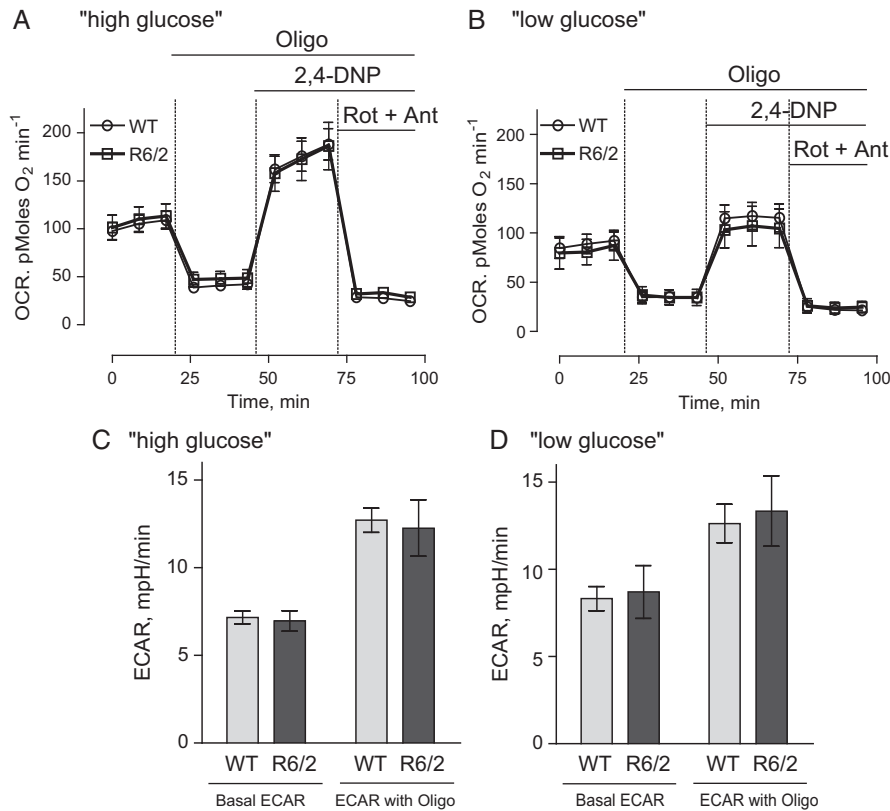 A "high glucose"
Oligo
2,4-DNP
Rot + Ant
WT
R6/2
OCR. pMoles O₂ min⁻¹
200
150
100
50
0
0 25 50 75 100
Time, min
B "low glucose"
Oligo
2,4-DNP
Rot + Ant
WT
R6/2
OCR. pMoles O₂ min⁻¹
200
150
100
50
0
0 25 50 75 100
Time, min
C "high glucose"
ECAR, mpH/min
15
10
5
0
WT R6/2 WT R6/2
Basal ECAR ECAR with Oligo
D "low glucose"
ECAR, mpH/min
15
10
5
0
WT R6/2 WT R6/2
Basal ECAR ECAR with Oligo